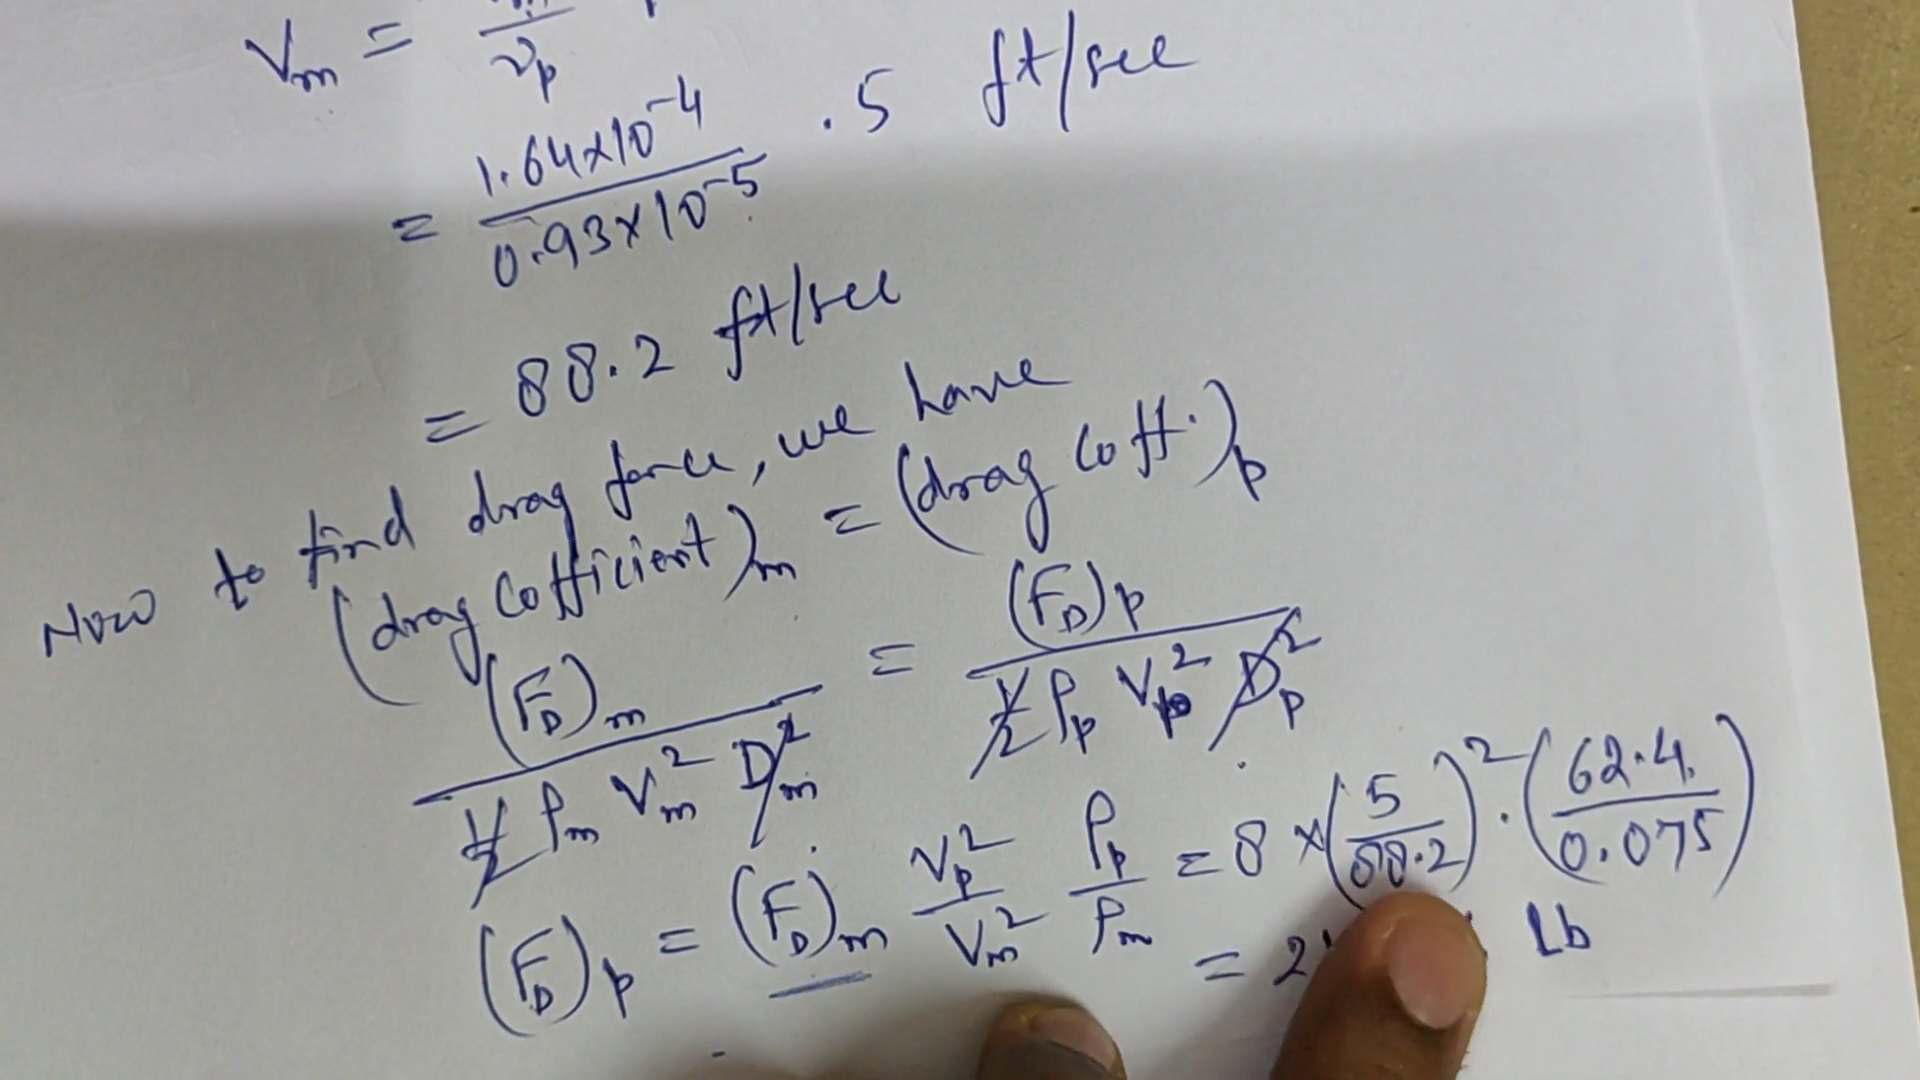 Vm = / νp
= 1.64×10^-4 / 0.93×10^-5 . 5 ft/sec
= 88.2 ft/sec
Now to find drag force, we have
(drag cofficient)m = (drag coff.)p
(FD)m / ½ ρm Vm² Dm² = (FD)p / ½ ρp Vp² Dp²
(FD)p = (FD)m Vp²/Vm² ρp/ρm = 8 × (5/88.2)² . (62.4/0.075)
= Lb